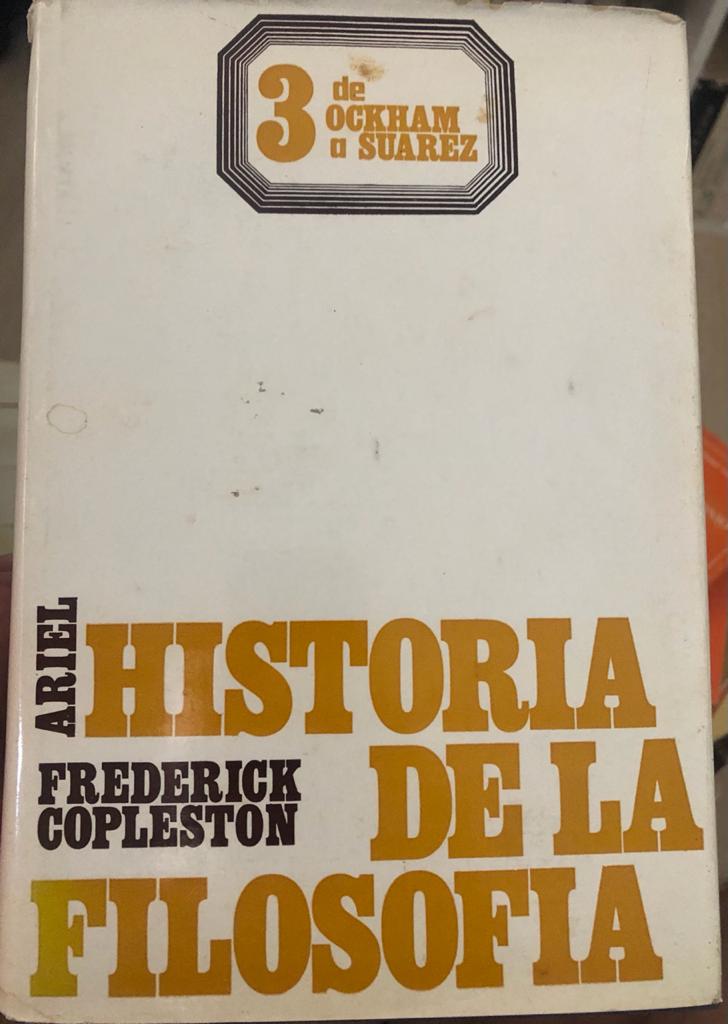 3 de
OCKHAM
a SUAREZ
ARIEL
HISTORIA
FREDERICK
COPLESTON
DE LA
FILOSOFIA